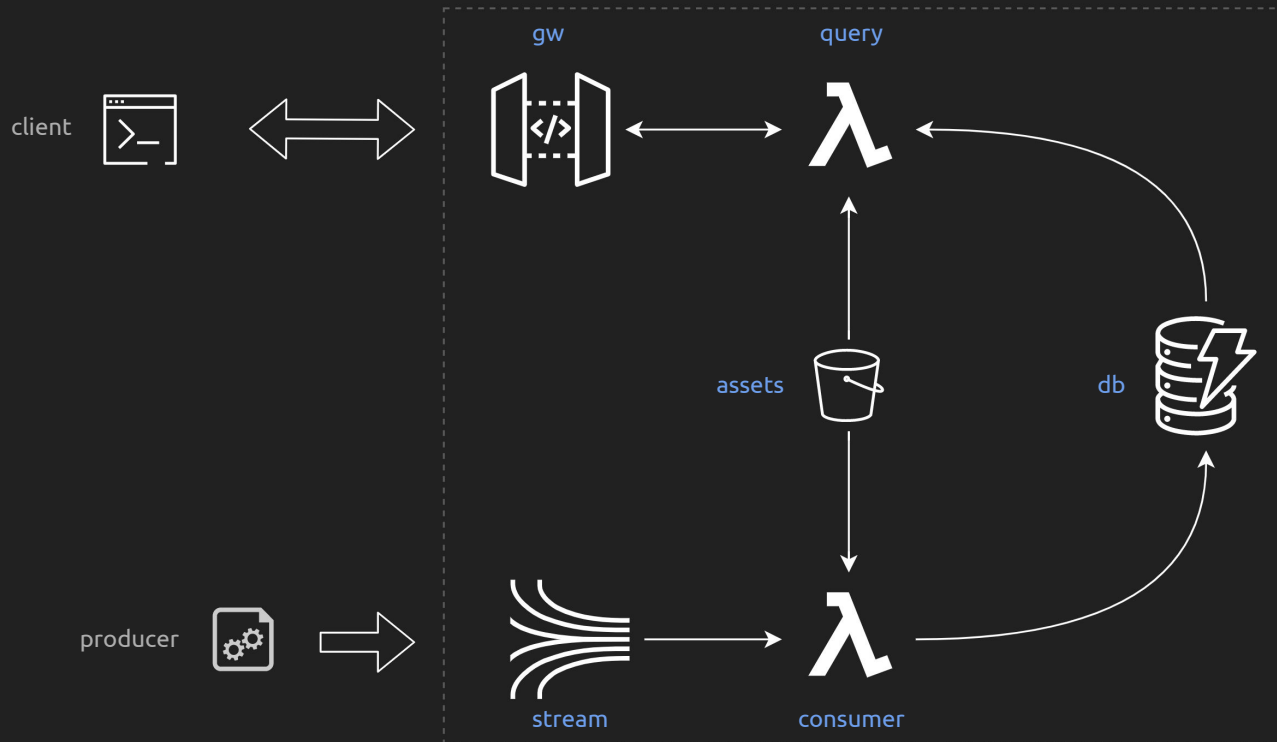 gw
query
client
</>
>_
assets
db
producer
stream
consumer